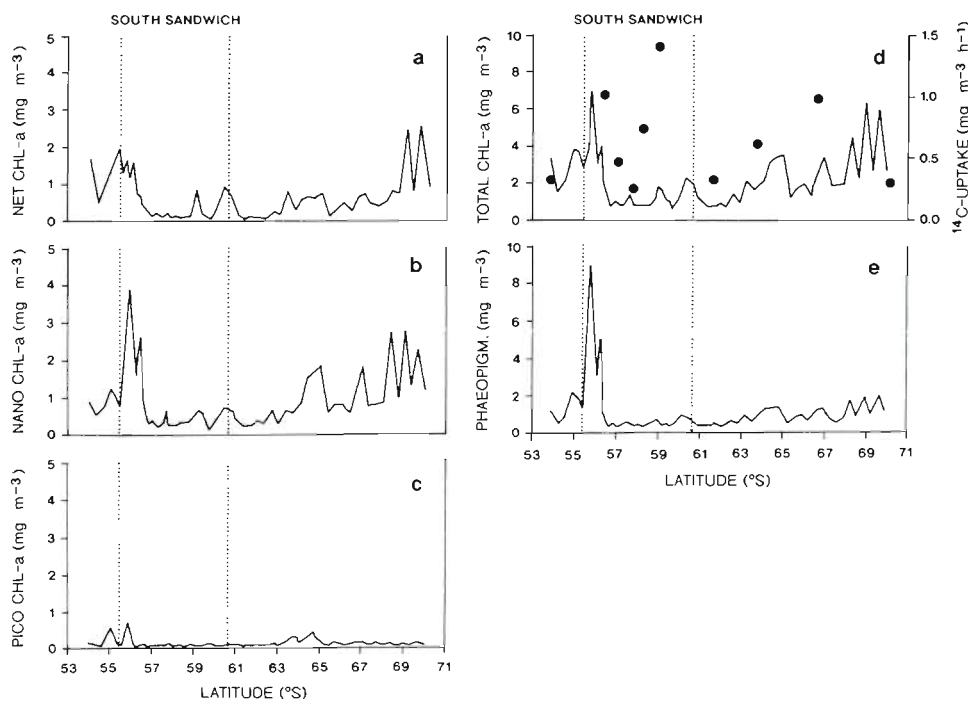 SOUTH SANDWICH
a
NET CHL-a (mg m⁻³)
5
4
3
2
1
0
b
NANO CHL-a (mg m⁻³)
5
4
3
2
1
0
c
PICO CHL-a (mg m⁻³)
5
4
3
2
1
0
53 55 57 59 61 63 65 67 69 71
LATITUDE (°S)
SOUTH SANDWICH
d
TOTAL CHL-a (mg m⁻³)
10
8
6
4
2
0
1.5
1.0
0.5
0.0
¹⁴C-UPTAKE (mg m⁻³ h⁻¹)
e
PHAEOPIGM. (mg m⁻³)
10
8
6
4
2
0
53 55 57 59 61 63 65 67 69 71
LATITUDE (°S)